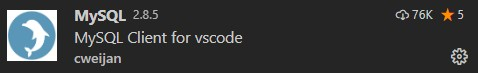 MySQL 2.8.5 76K 5
MySQL Client for vscode
cweijan